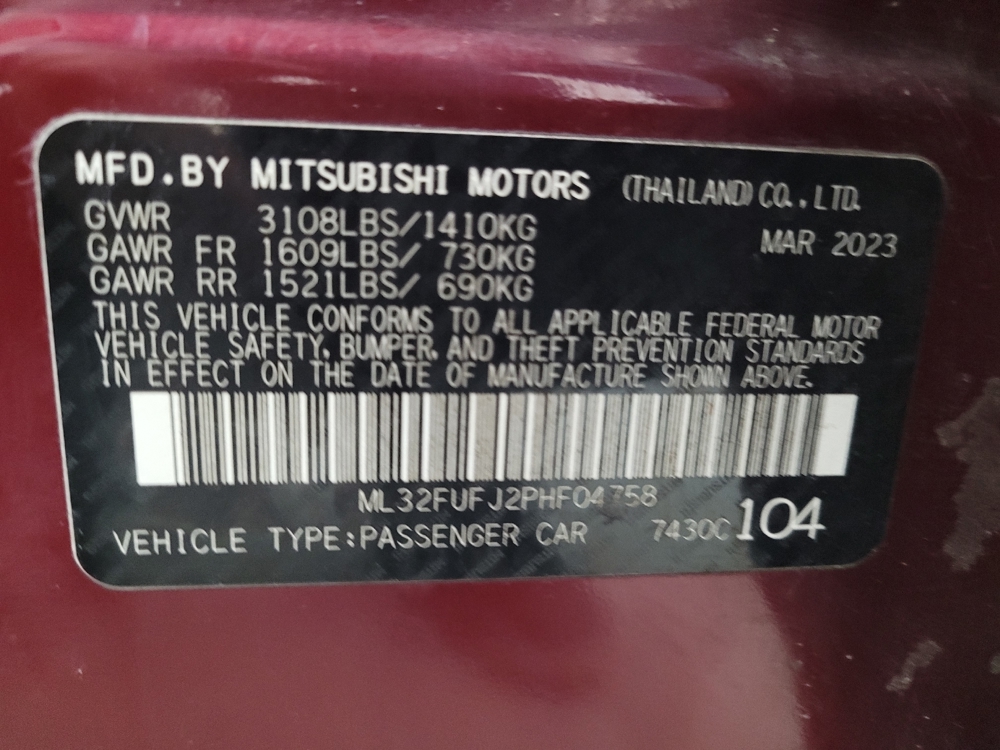 MFD.BY MITSUBISHI MOTORS (THAILAND) CO.,LTD.
GVWR 3108LBS/1410KG MAR 2023
GAWR FR 1609LBS/ 730KG
GAWR RR 1521LBS/ 690KG
THIS VEHICLE CONFORMS TO ALL APPLICABLE FEDERAL MOTOR
VEHICLE SAFETY, BUMPER, AND THEFT PREVENTION STANDARDS
IN EFFECT ON THE DATE OF MANUFACTURE SHOWN ABOVE.
ML32FUFJ2PHF04758
VEHICLE TYPE:PASSENGER CAR 7430C 104